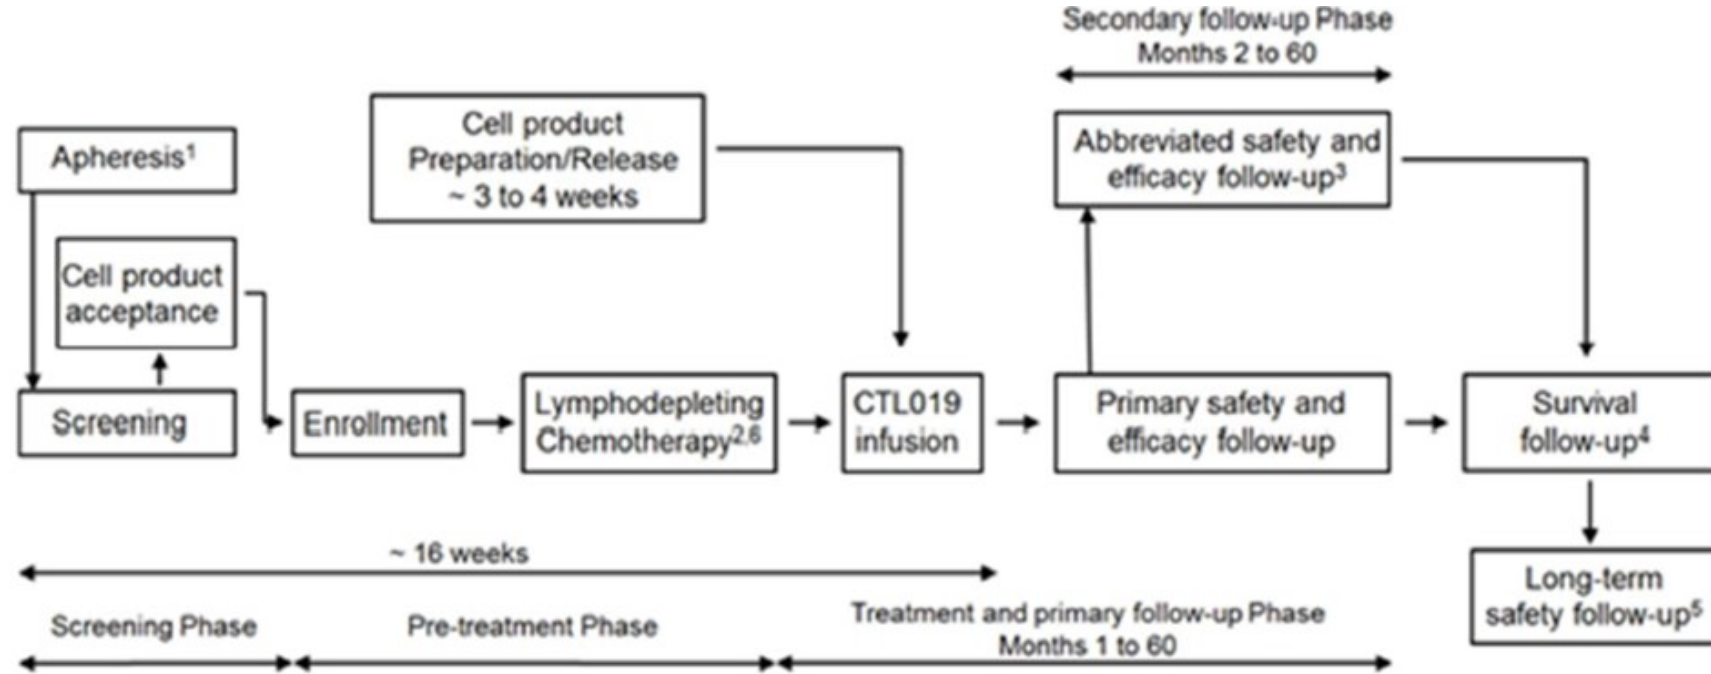 Secondary follow-up Phase
Months 2 to 60
Apheresis¹
Cell product
Preparation/Release
~ 3 to 4 weeks
Abbreviated safety and
efficacy follow-up³
Cell product
acceptance
Screening
Enrollment
Lymphodepleting
Chemotherapy²,⁶
CTL019
infusion
Primary safety and
efficacy follow-up
Survival
follow-up⁴
Long-term
safety follow-up⁵
~ 16 weeks
Screening Phase
Pre-treatment Phase
Treatment and primary follow-up Phase
Months 1 to 60